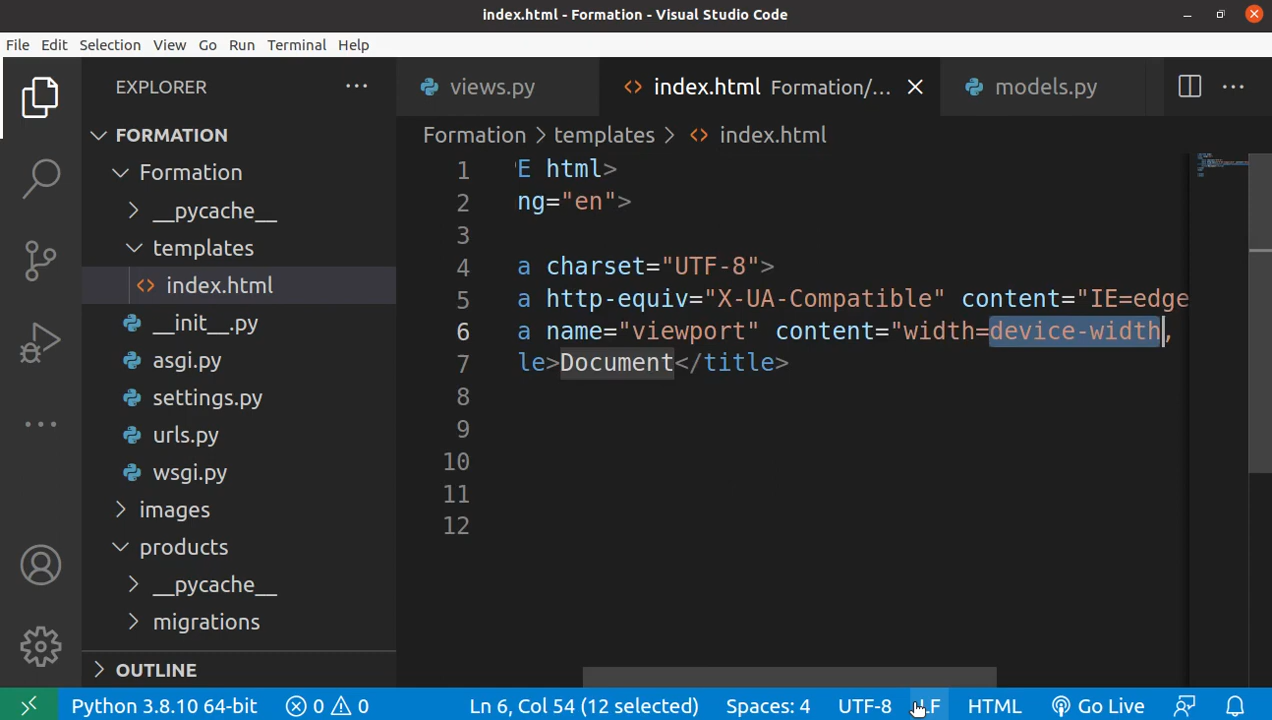 index.html - Formation - Visual Studio Code
File Edit Selection View Go Run Terminal Help
EXPLORER
views.py
index.html Formation/...
models.py
FORMATION
Formation
__pycache__
templates
index.html
__init__.py
asgi.py
settings.py
urls.py
wsgi.py
images
products
__pycache__
migrations
OUTLINE
Formation > templates > index.html
1 E html>
2 ng="en">
3
4 a charset="UTF-8">
5 a http-equiv="X-UA-Compatible" content="IE=edge
6 a name="viewport" content="width=device-width,
7 le>Document</title>
8
9
10
11
12
Python 3.8.10 64-bit 0 0 Ln 6, Col 54 (12 selected) Spaces: 4 UTF-8 LF HTML Go Live